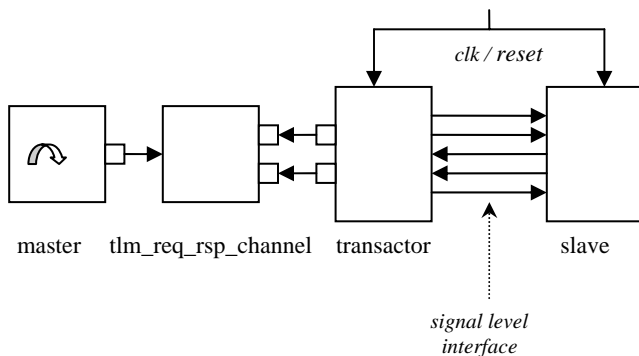 clk / reset
master
tlm_req_rsp_channel
transactor
slave
signal level
interface